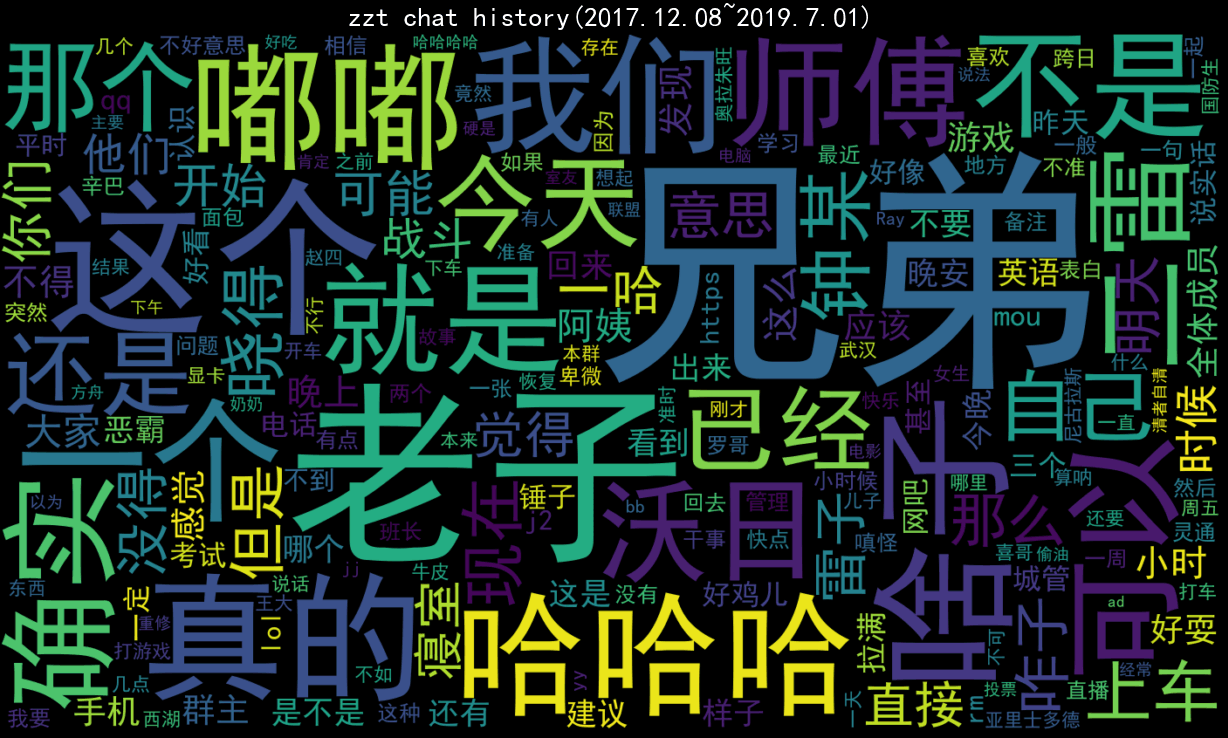 zzt chat history(2017.12.08~2019.7.01)
那个
几个
不好意思
好吃
相信
哈哈哈哈
我们
师傅
不是
存在
喜欢
跨日
说法
一起
国防生
qq
主要
嘟嘟
竟然
硬是
发现
奥拉朱旺
因为
游戏
昨天
一般
一句
说实话
平时
他们
认识
肯定
之前
如果
今天
室友
想起
电脑
学习
最近
好像
地方
不准
你们
辛巴
开始
可能
兄弟
意思
钟某
Ray
不要
备注
雷
面包
好看
战斗
有人
联盟
准备
这个
不得
结果
赵四
下车
回来
一哈
https
这么
晚安
英语
表白
明天
全体成员
突然
下午
晓得
不行
就是
故事
阿姨
应该
mou
还是
问题
开车
本群
出来
武汉
什么
显卡
方舟
奶奶
晚上
两个
一张
恢复
卑微
准时
快乐
女生
甚至
今晚
自己
尼古拉斯
清者自清
时候
一个
大家
恶霸
电话
有点
老子
本来
觉得
看到
刚才
罗哥
已经
电影
一直
确实
以为
没得
感觉
但是
不到
锤子
沃日
回去
管理
小时候
儿子
网吧
哪里
三个
算呐
然后
周五
考试
哪个
班长
现在
j2
bb
干事
快点
雷子
嗔怪
啥子
那么
还要
可以
灵通
喜哥
偷油
一周
小时
东西
一定
说话
jj
牛皮
寝室
这是
没有
好鸡儿
城管
打车
真的
重修
王大
lol
哈哈哈
拉满
咋子
ad
好耍
打游戏
几点
不如
yy
不可
经常
我要
手机
西湖
群主
是不是
这种
还有
建议
样子
一天
直接
rm
投票
直播
亚里士多德
上车